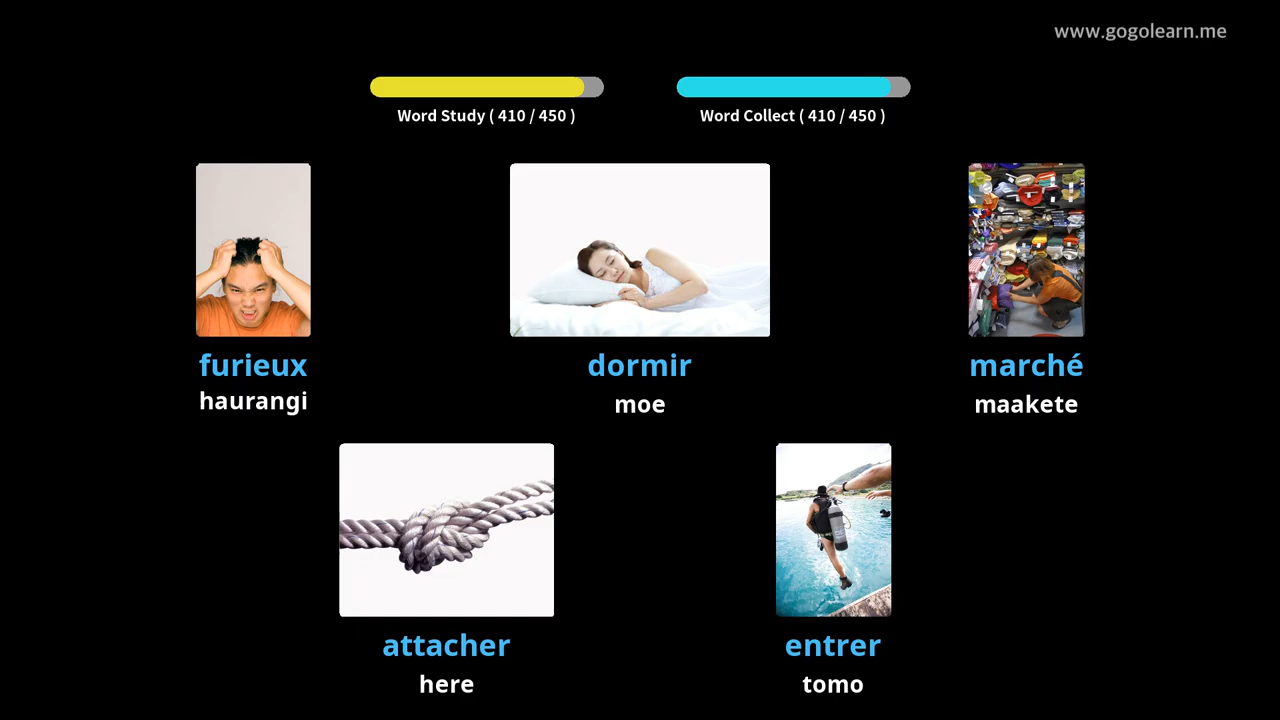 www.gogolearn.me
Word Study ( 410 / 450 )
Word Collect ( 410 / 450 )
furieux
haurangi
dormir
moe
marché
maakete
attacher
here
entrer
tomo